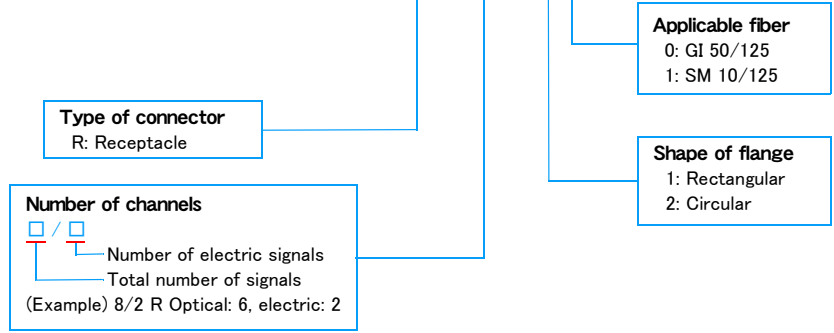 Applicable fiber
0: GI 50/125
1: SM 10/125
Type of connector
R: Receptacle
Shape of flange
1: Rectangular
2: Circular
Number of channels
□ / □
Number of electric signals
Total number of signals
(Example) 8/2 R Optical: 6, electric: 2